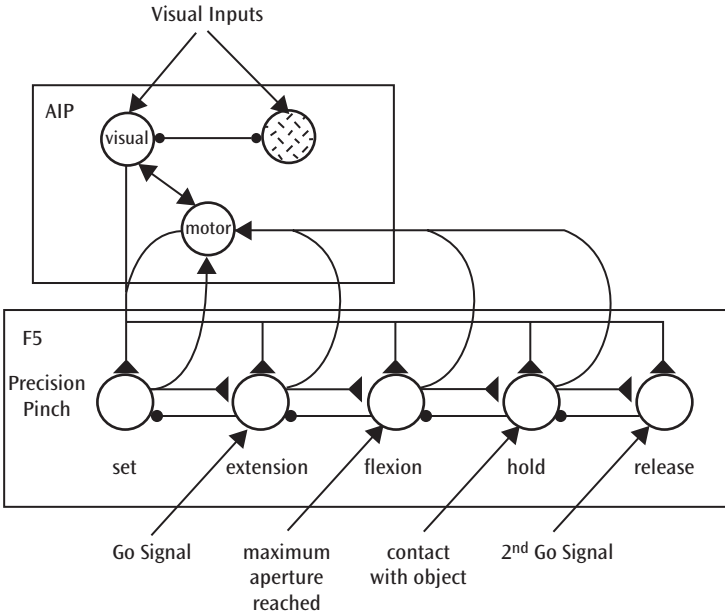 Visual Inputs
AIP
visual
motor
F5
Precision
Pinch
set
extension
flexion
hold
release
Go Signal
maximum
aperture
reached
contact
with object
2nd Go Signal